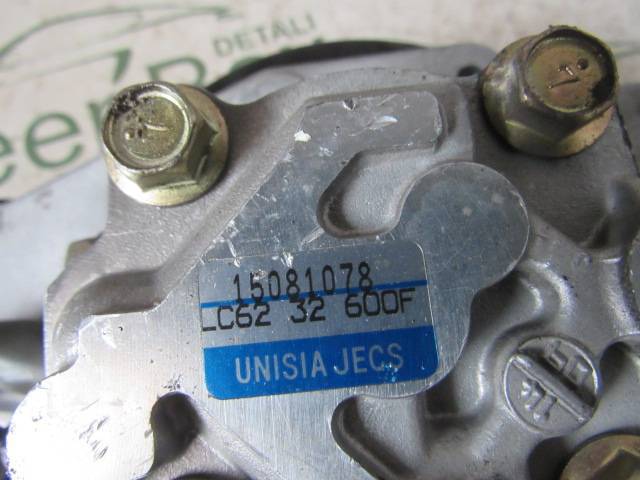 DETALI
15081078
LC62 32 600F
UNISIA JECS